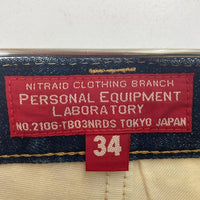 NITRAID CLOTHING BRANCH
PERSONAL EQUIPMENT
LABORATORY
NO.2106-TB03NRDS TOKYO JAPAN
34